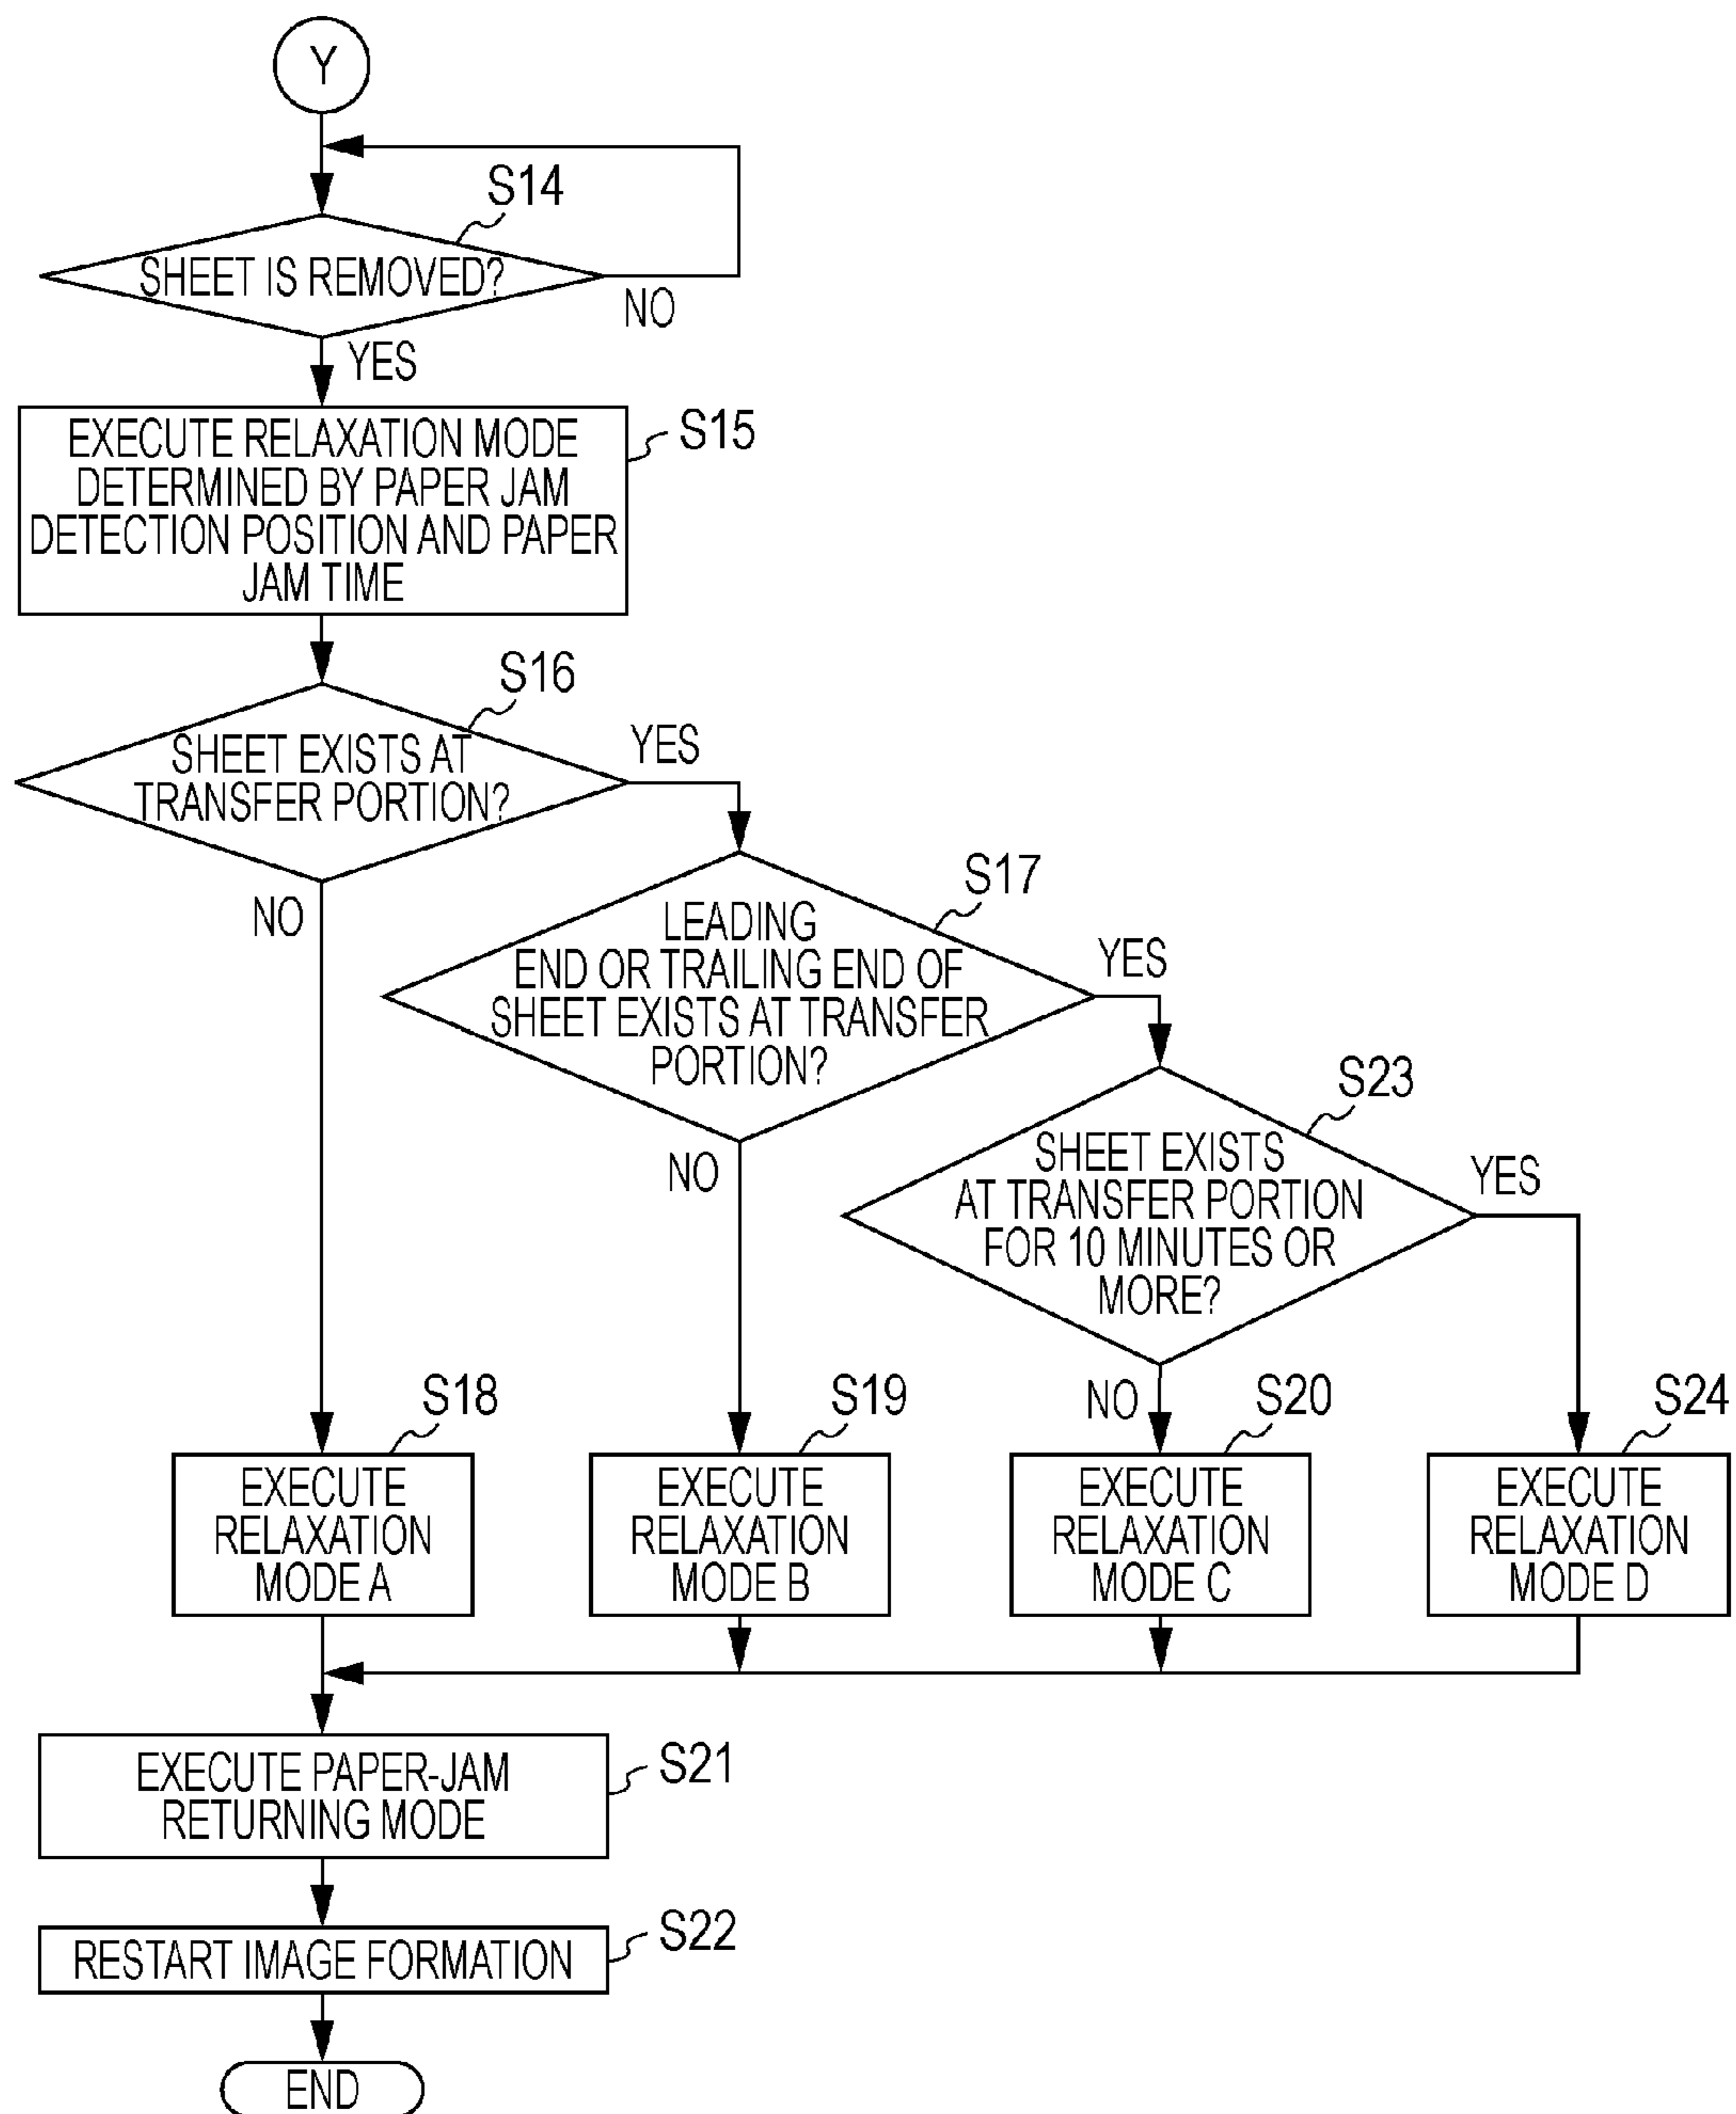 Y
S14
SHEET IS REMOVED?
NO
YES
S15
EXECUTE RELAXATION MODE
DETERMINED BY PAPER JAM
DETECTION POSITION AND PAPER
JAM TIME
S16
SHEET EXISTS AT
TRANSFER PORTION?
YES
NO
S17
LEADING
END OR TRAILING END OF
SHEET EXISTS AT TRANSFER
PORTION?
YES
NO
S23
SHEET EXISTS
AT TRANSFER PORTION
FOR 10 MINUTES OR
MORE?
YES
NO
S18
EXECUTE
RELAXATION
MODE A
S19
EXECUTE
RELAXATION
MODE B
S20
EXECUTE
RELAXATION
MODE C
S24
EXECUTE
RELAXATION
MODE D
S21
EXECUTE PAPER-JAM
RETURNING MODE
S22
RESTART IMAGE FORMATION
END